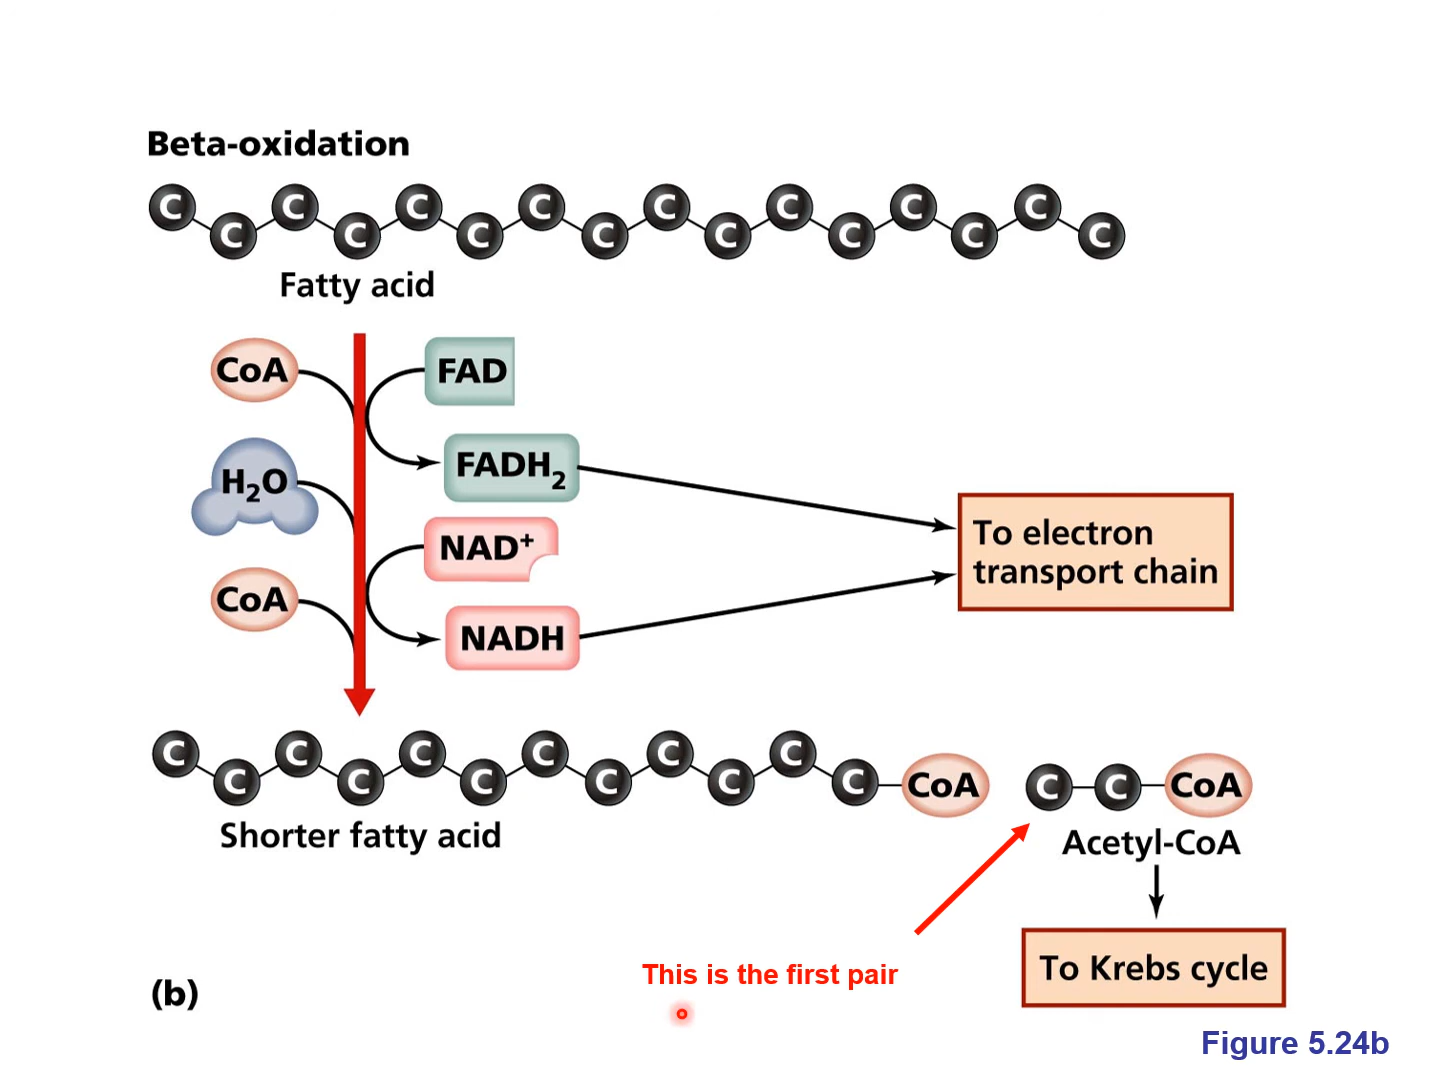 Beta-oxidation
C C C C C C C C C C C C C C C C
Fatty acid
CoA FAD
H₂O FADH₂
NAD⁺
To electron
transport chain
CoA NADH
C C C C C C C C C C C C CoA C C CoA
Shorter fatty acid Acetyl-CoA
This is the first pair To Krebs cycle
(b)
Figure 5.24b